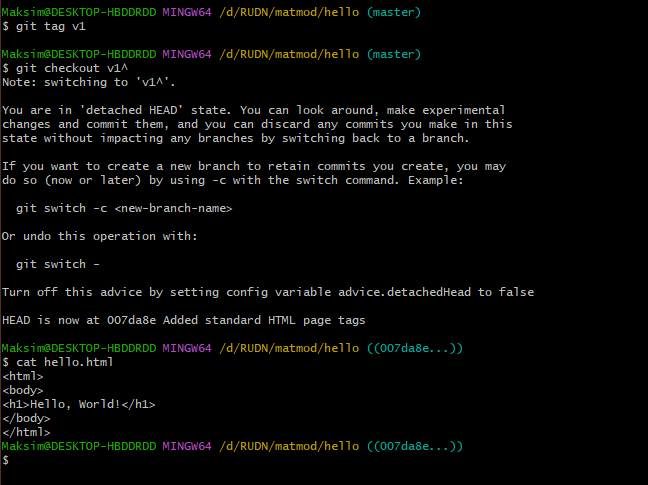 Maksim@DESKTOP-HBDDRDD MINGW64 /d/RUDN/matmod/hello (master)
$ git tag v1
Maksim@DESKTOP-HBDDRDD MINGW64 /d/RUDN/matmod/hello (master)
$ git checkout v1^
Note: switching to 'v1^'.
You are in 'detached HEAD' state. You can look around, make experimental
changes and commit them, and you can discard any commits you make in this
state without impacting any branches by switching back to a branch.
If you want to create a new branch to retain commits you create, you may
do so (now or later) by using -c with the switch command. Example:
git switch -c <new-branch-name>
Or undo this operation with:
git switch -
Turn off this advice by setting config variable advice.detachedHead to false
HEAD is now at 007da8e Added standard HTML page tags
Maksim@DESKTOP-HBDDRDD MINGW64 /d/RUDN/matmod/hello ((007da8e...))
$ cat hello.html
<html>
<body>
<h1>Hello, World!</h1>
</body>
</html>
Maksim@DESKTOP-HBDDRDD MINGW64 /d/RUDN/matmod/hello ((007da8e...))
$